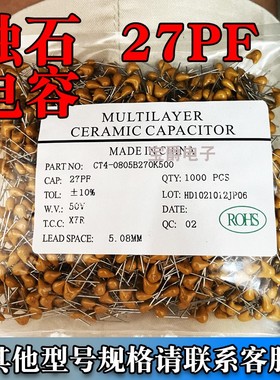 独石 27PF
电容
MULTILAYER
CERAMIC CAPACITOR
MADE IN CHINA
PART NO: CT4-0805B270K500
CAP: 27PF QTY: 1000 PCS
TOL: ±10% LOT: HD1021012JP06
W.V.: 50V DATE:
T.C.C: X7R QC: 02
LEAD SPACE: 5.08MM
ROHS
其他型号规格请联系客服